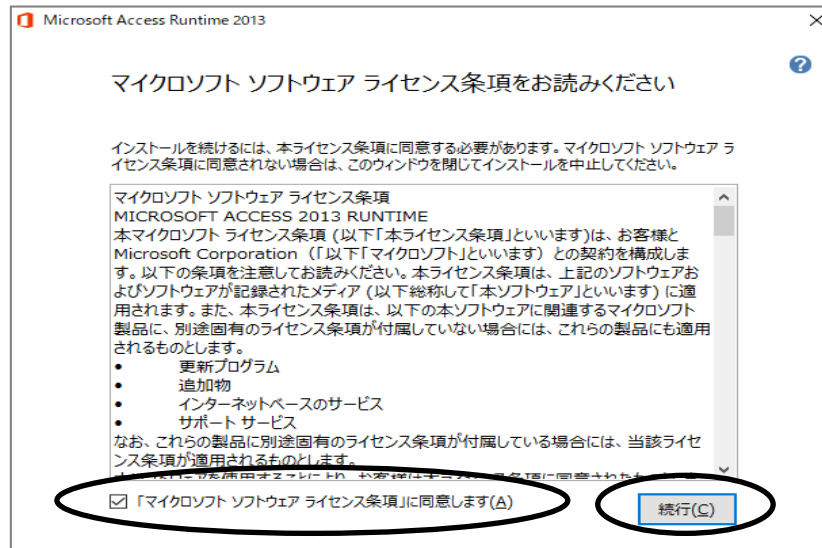 Microsoft Access Runtime 2013
マイクロソフト ソフトウェア ライセンス条項をお読みください
インストールを続けるには、本ライセンス条項に同意する必要があります。マイクロソフト ソフトウェア ラ
イセンス条項に同意されない場合は、このウィンドウを閉じてインストールを中止してください。
マイクロソフト ソフトウェア ライセンス条項
MICROSOFT ACCESS 2013 RUNTIME
本マイクロソフト ライセンス条項 (以下「本ライセンス条項」といいます)は、お客様と
Microsoft Corporation (「以下「マイクロソフト」といいます) との契約を構成しま
す。以下の条項を注意してお読みください。本ライセンス条項は、上記のソフトウェアお
よびソフトウェアが記録されたメディア (以下総称して「本ソフトウェア」といいます) に適
用されます。また、本ライセンス条項は、以下の本ソフトウェアに関連するマイクロソフト
製品に、別途固有のライセンス条項が付属していない場合には、これらの製品にも適用
されるものとします。
• 更新プログラム
• 追加物
• インターネットベースのサービス
• サポート サービス
なお、これらの製品に別途固有のライセンス条項が付属している場合には、当該ライセ
ンス条項が適用されるものとします。
「マイクロソフト ソフトウェア ライセンス条項」に同意します(A)
続行(C)